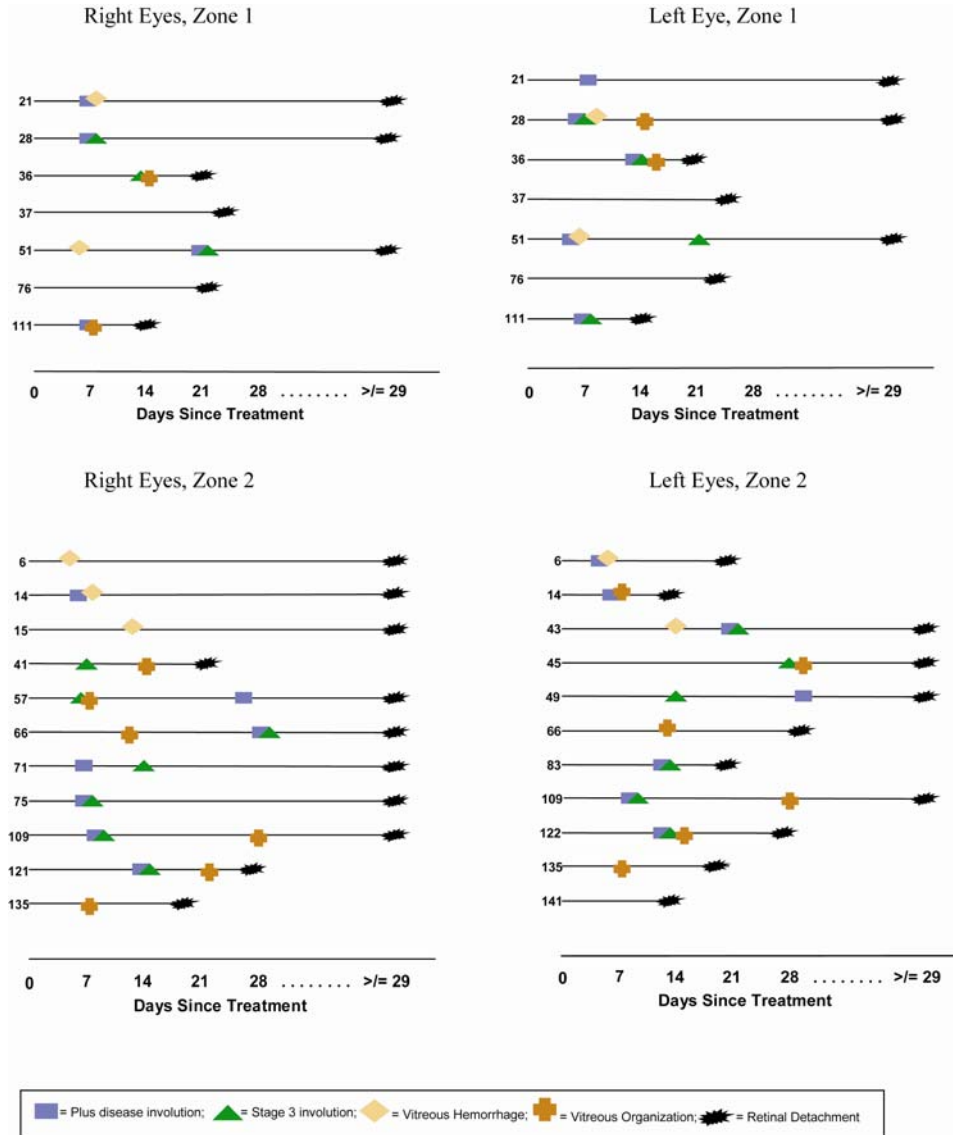 Right Eyes, Zone 1
21
28
36
37
51
76
111
0 7 14 21 28 . . . . . . . . >/= 29
Days Since Treatment
Left Eye, Zone 1
21
28
36
37
51
76
111
0 7 14 21 28 . . . . . . . . >/= 29
Days Since Treatment
Right Eyes, Zone 2
6
14
15
41
57
66
71
75
109
121
135
0 7 14 21 28 . . . . . . . . >/= 29
Days Since Treatment
Left Eyes, Zone 2
6
14
43
45
49
66
83
109
122
135
141
0 7 14 21 28 . . . . . . . . >/= 29
Days Since Treatment
= Plus disease involution; = Stage 3 involution; = Vitreous Hemorrhage; = Vitreous Organization; = Retinal Detachment